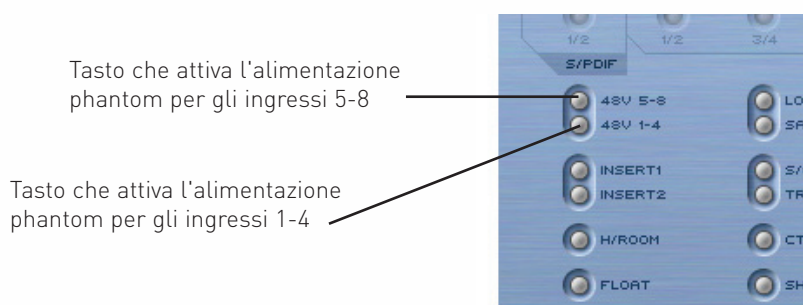 1/2 1/2 3/4
S/PDIF
Tasto che attiva l'alimentazione
phantom per gli ingressi 5-8
48V 5-8
48V 1-4
Tasto che attiva l'alimentazione
phantom per gli ingressi 1-4
INSERT1
INSERT2
H/ROOM
FLOAT